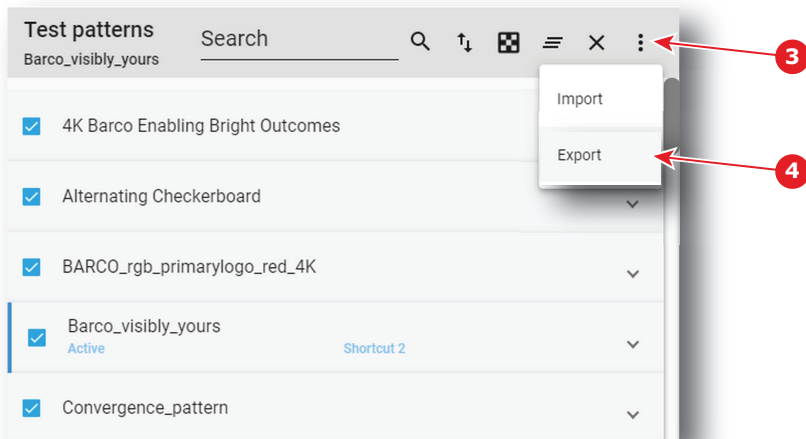 Test patterns
Barco_visibly_yours
Search
3
Import
Export
4
4K Barco Enabling Bright Outcomes
Alternating Checkerboard
BARCO_rgb_primarylogo_red_4K
Barco_visibly_yours
Active Shortcut 2
Convergence_pattern